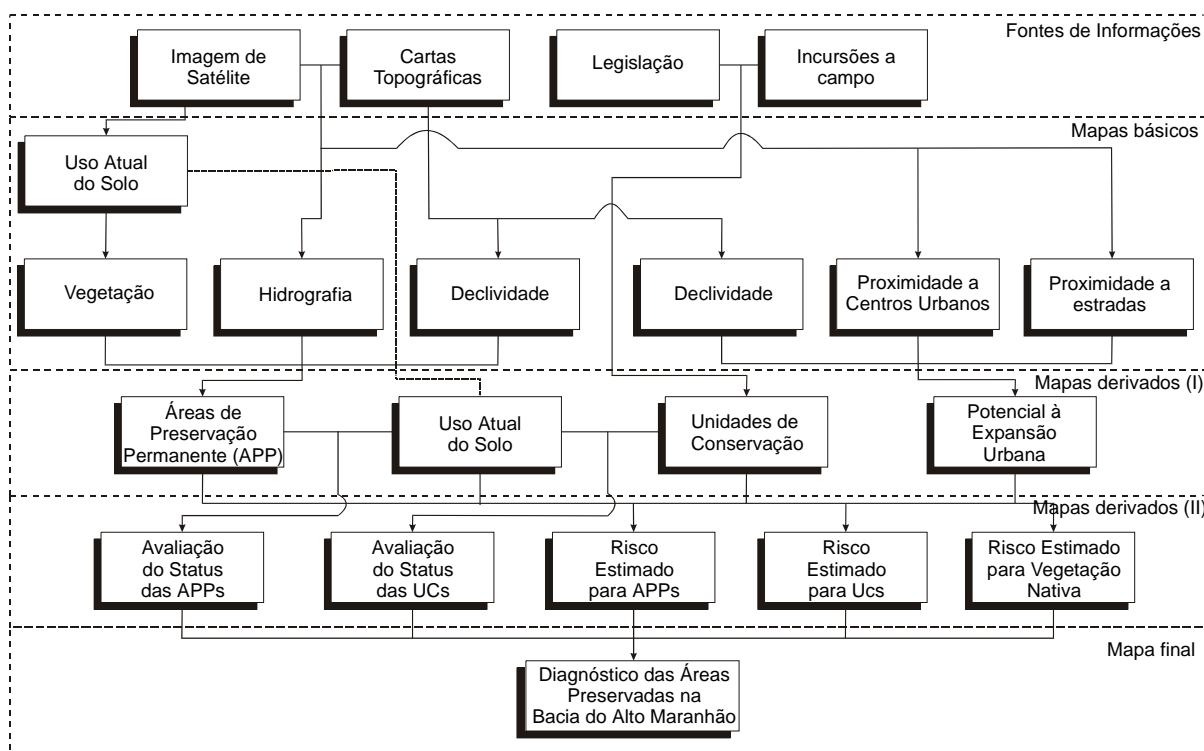 Fontes de Informações
Imagem de
Satélite
Cartas
Topográficas
Legislação
Incursões a
campo
Mapas básicos
Uso Atual
do Solo
Vegetação
Hidrografia
Declividade
Declividade
Proximidade a
Centros Urbanos
Proximidade a
estradas
Mapas derivados (I)
Áreas de
Preservação
Permanente (APP)
Uso Atual
do Solo
Unidades de
Conservação
Potencial à
Expansão
Urbana
Mapas derivados (II)
Avaliação
do Status
das APPs
Avaliação
do Status
das UCs
Risco
Estimado
para APPs
Risco
Estimado
para Ucs
Risco Estimado
para Vegetação
Nativa
Mapa final
Diagnóstico das Áreas
Preservadas na
Bacia do Alto Maranhão